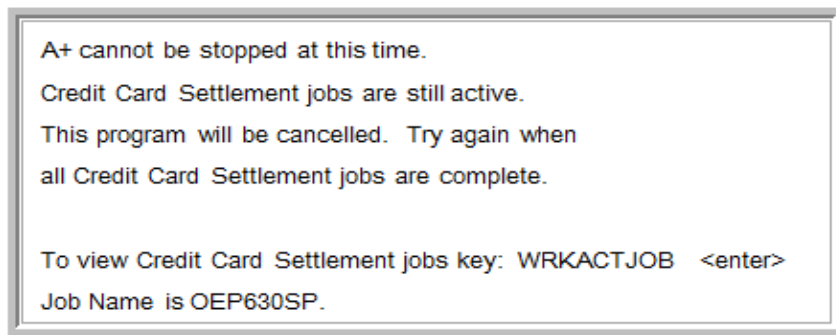 A+ cannot be stopped at this time.
Credit Card Settlement jobs are still active.
This program will be cancelled. Try again when
all Credit Card Settlement jobs are complete.
To view Credit Card Settlement jobs key: WRKACTJOB <enter>
Job Name is OEP630SP.